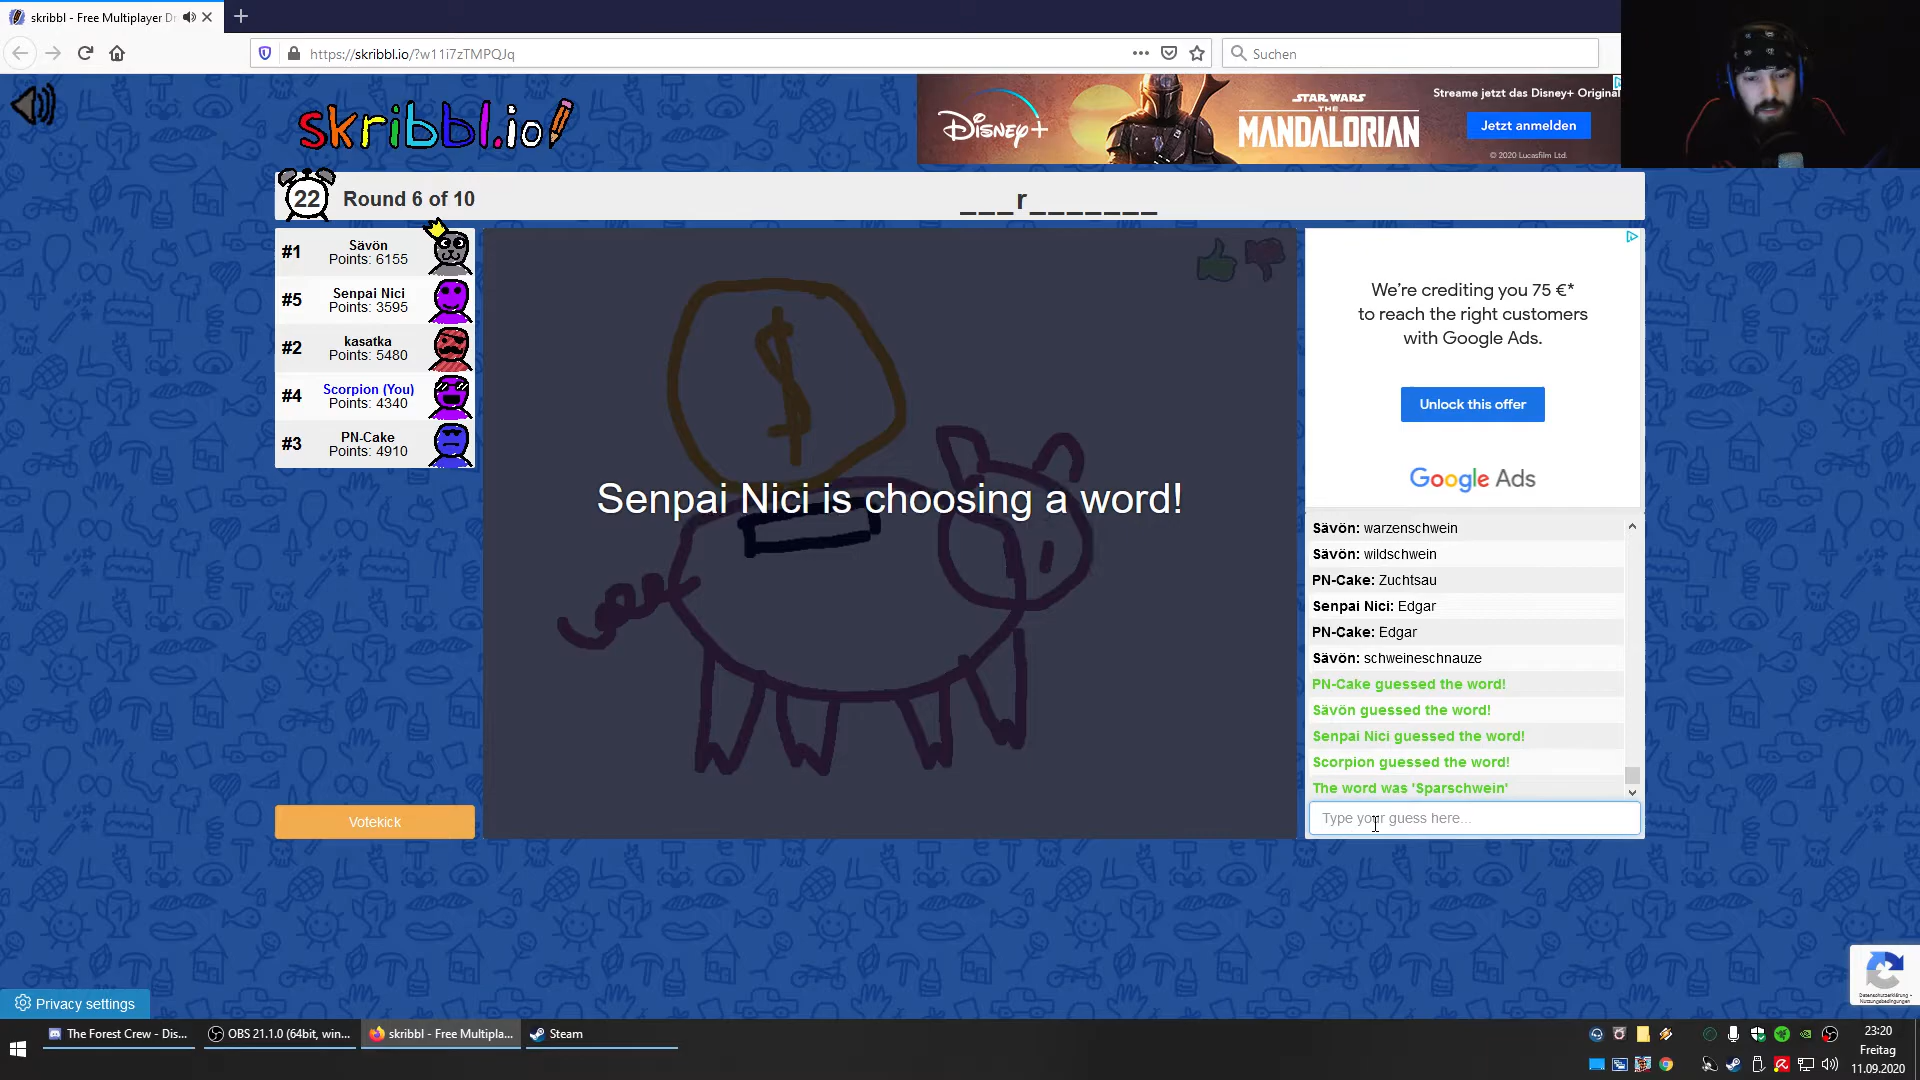 skribbl - Free Multiplayer Dr
https://skribbl.io/?w11i7zTMPQJq
Suchen
skribbl.io
Disney+
STAR WARS
THE
MANDALORIAN
Streame jetzt das Disney+ Original
Jetzt anmelden
© 2020 Lucasfilm Ltd.
22
Round 6 of 10
___r_______
#1
Sävön
Points: 6155
#5
Senpai Nici
Points: 3595
#2
kasatka
Points: 5480
#4
Scorpion (You)
Points: 4340
#3
PN-Cake
Points: 4910
Votekick
$
Senpai Nici is choosing a word!
We're crediting you 75 €*
to reach the right customers
with Google Ads.
Unlock this offer
Google Ads
Sävön: warzenschwein
Sävön: wildschwein
PN-Cake: Zuchtsau
Senpai Nici: Edgar
PN-Cake: Edgar
Sävön: schweineschnauze
PN-Cake guessed the word!
Sävön guessed the word!
Senpai Nici guessed the word!
Scorpion guessed the word!
The word was 'Sparschwein'
Type your guess here...
Datenschutzerklärung -
Nutzungsbedingungen
Privacy settings
The Forest Crew - Dis...
OBS 21.1.0 (64bit, win...
skribbl - Free Multipla...
Steam
23:20
Freitag
11.09.2020